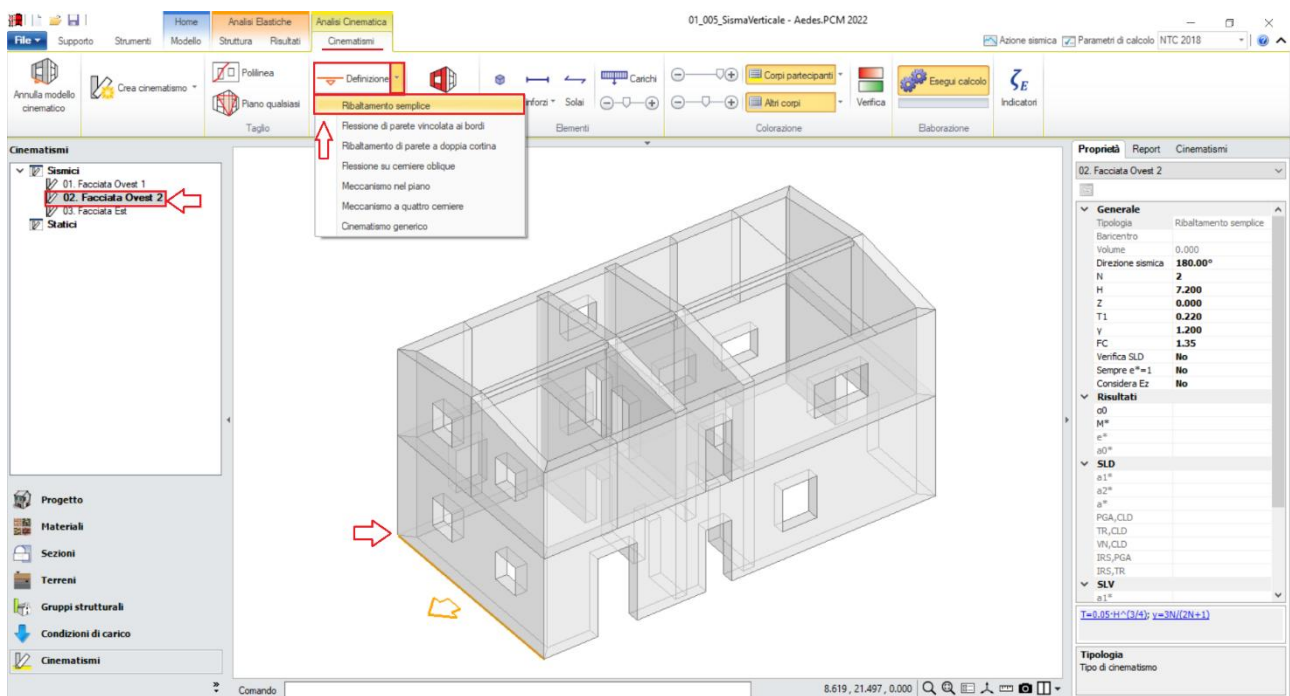 01_005_SismaVerticale - Aedes.PCM 2022
Home
Analisi Elastiche
Analisi Cinematica
File
Supporto
Strumenti
Modello
Struttura
Risultati
Cinematismi
Azione sismica
Parametri di calcolo
NTC 2018
Annulla modello
cinematico
Crea cinematismo
Polilinea
Piano qualsiasi
Taglio
Definizione
Solai
Carichi
Elementi
Corpi partecipanti
Altri corpi
Colorazione
Verifica
Esegui calcolo
Elaborazione
Indicatori
Ribaltamento semplice
Flessione di parete vincolata ai bordi
Ribaltamento di parete a doppia cortina
Flessione su cerniere oblique
Meccanismo nel piano
Meccanismo a quattro cerniere
Cinematismo generico
Cinematismi
Sismici
01. Facciata Ovest 1
02. Facciata Ovest 2
03. Facciata Est
Statici
Progetto
Materiali
Sezioni
Terreni
Gruppi strutturali
Condizioni di carico
Cinematismi
Comando
8.619 , 21.497 , 0.000
Proprietà
Report
Cinematismi
02. Facciata Ovest 2
Generale
Tipologia Ribaltamento semplice
Baricentro
Volume 0.000
Direzione sismica 180.00°
N 2
H 7.200
Z 0.000
T1 0.220
γ 1.200
FC 1.35
Verifica SLD No
Sempre e*=1 No
Considera Ez No
Risultati
α0
M*
e*
a0*
SLD
a1*
a2*
a*
PGA,CLD
TR,CLD
VN,CLD
IRS,PGA
IRS,TR
SLV
a1*
T=0.05·H^(3/4); γ=3N/(2N+1)
Tipologia
Tipo di cinematismo